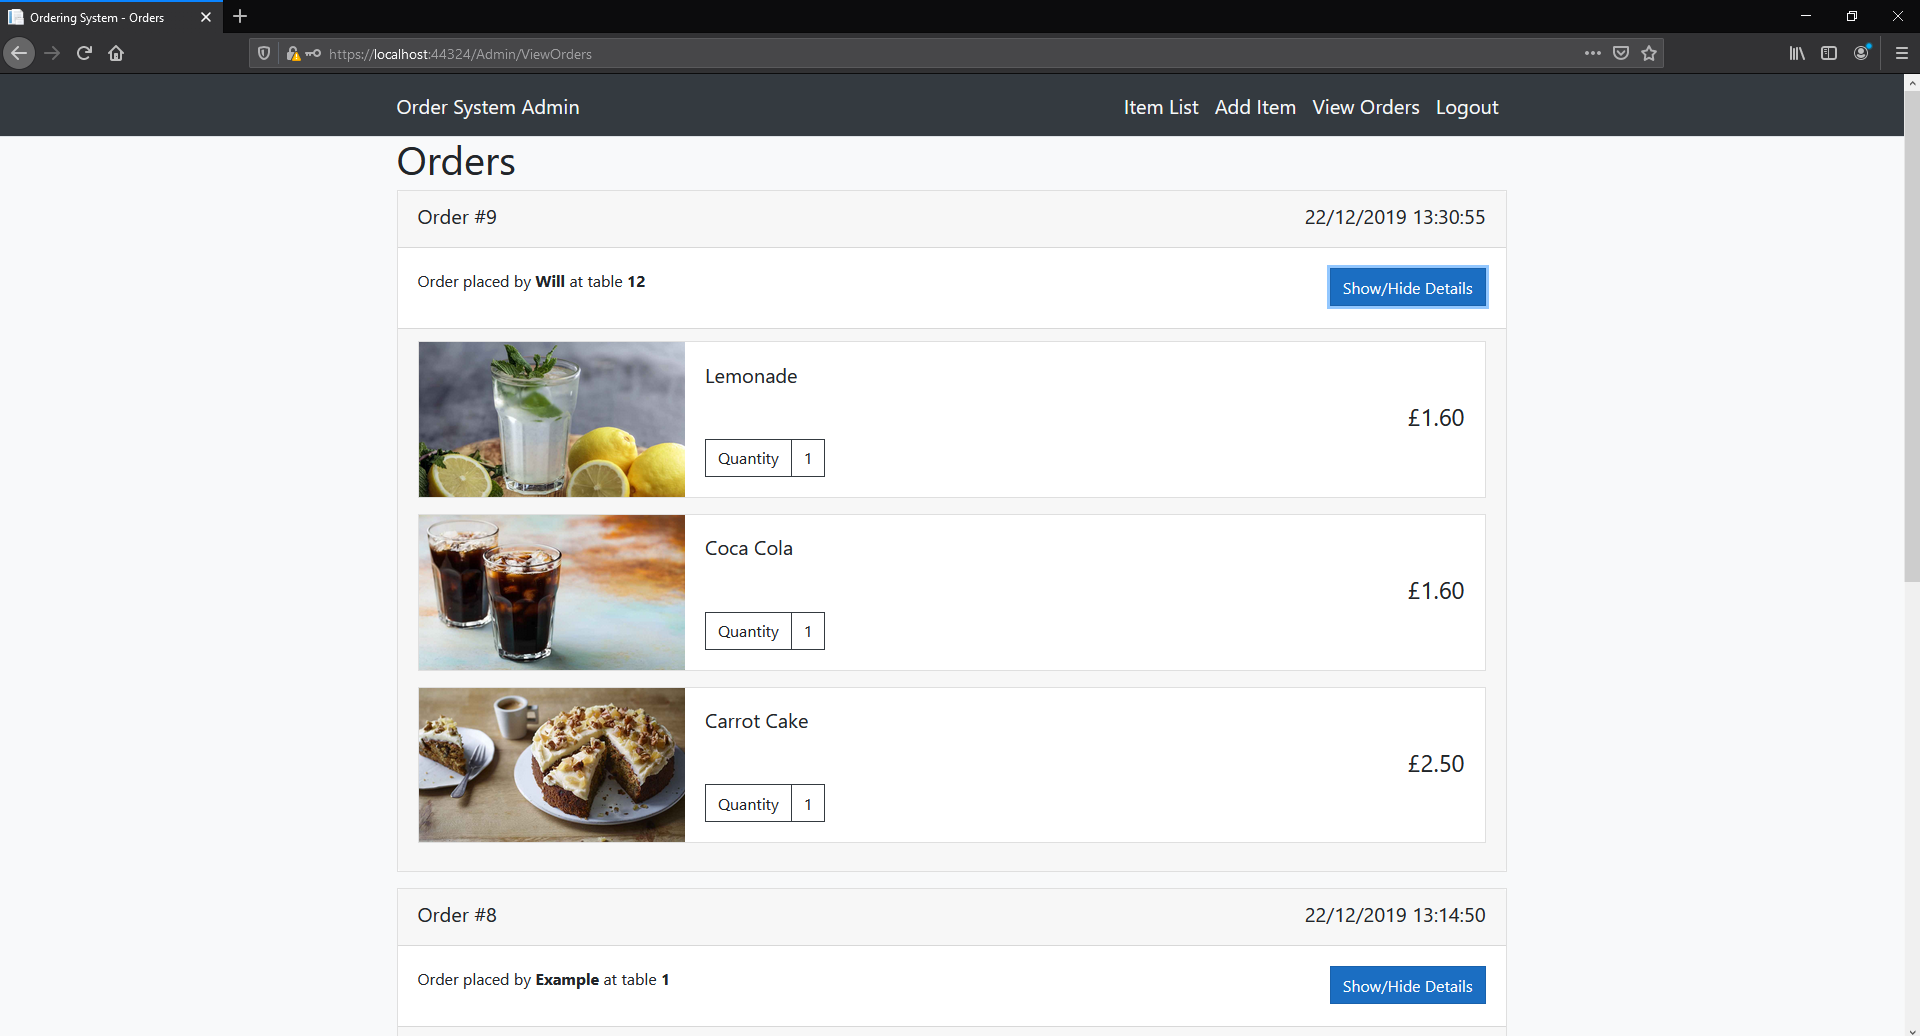 Ordering System - Orders
https://localhost:44324/Admin/ViewOrders
Order System Admin
Item List Add Item View Orders Logout
Orders
Order #9 22/12/2019 13:30:55
Order placed by Will at table 12 Show/Hide Details
Lemonade
£1.60
Quantity 1
Coca Cola
£1.60
Quantity 1
Carrot Cake
£2.50
Quantity 1
Order #8 22/12/2019 13:14:50
Order placed by Example at table 1 Show/Hide Details